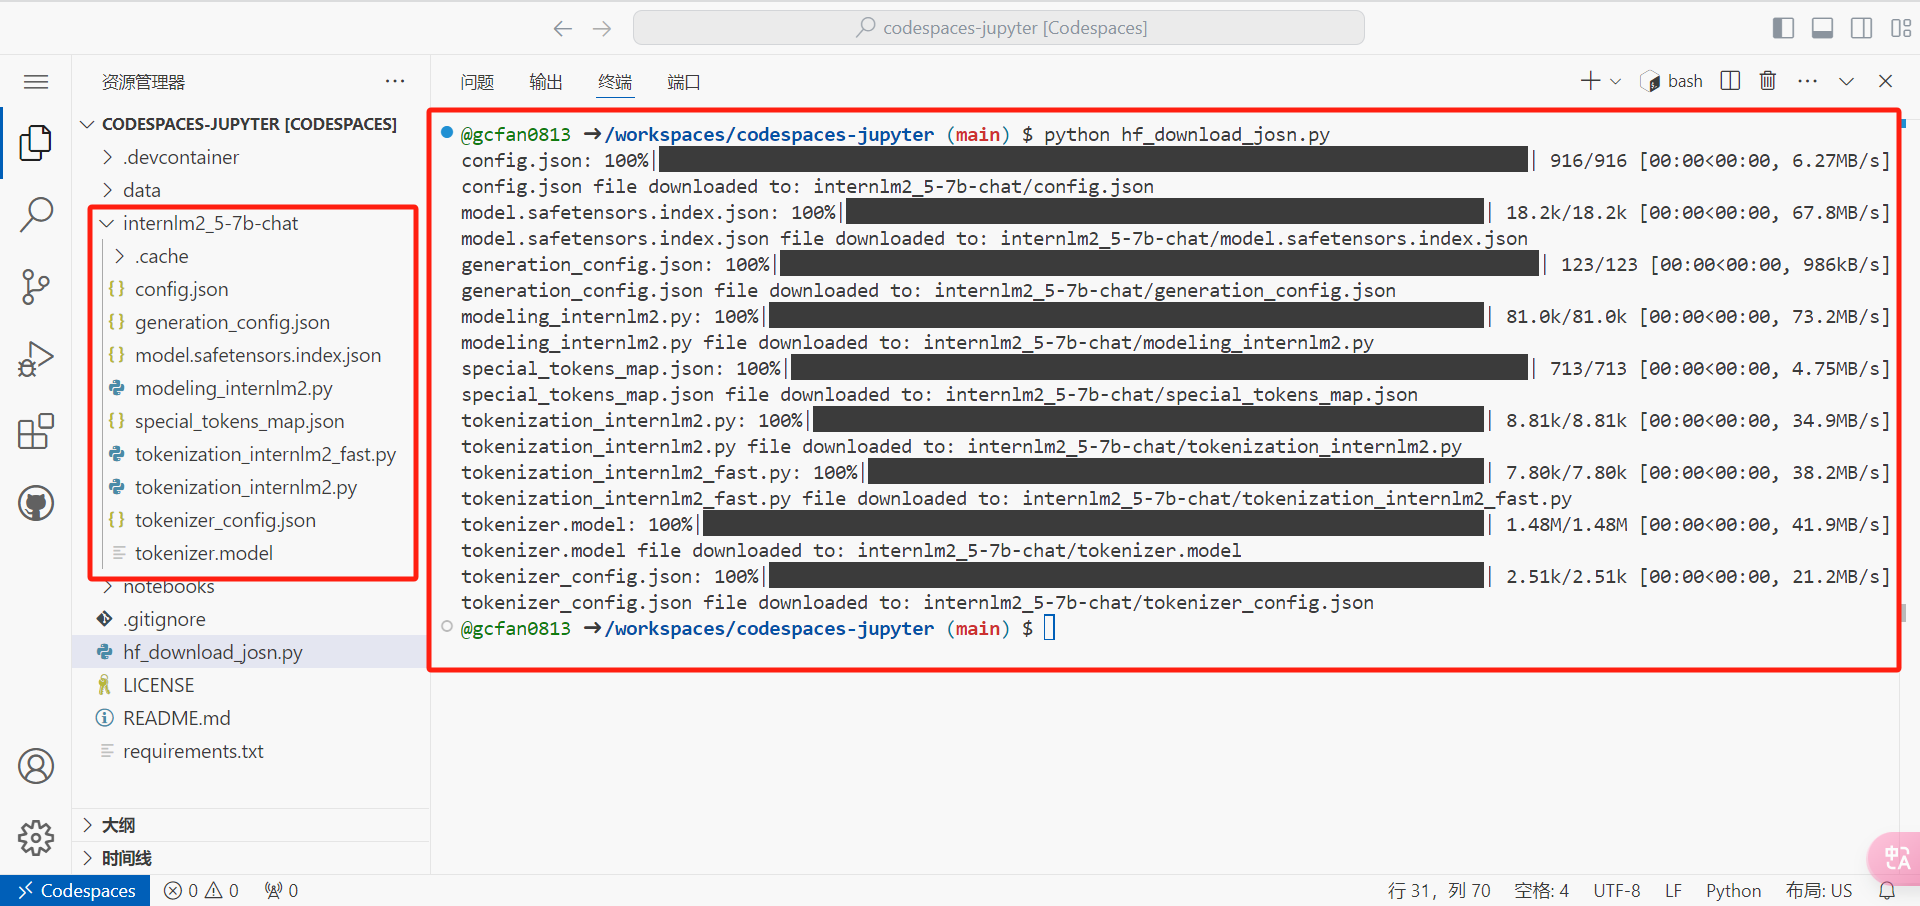 codespaces-jupyter [Codespaces]
资源管理器
CODESPACES-JUPYTER [CODESPACES]
.devcontainer
data
internlm2_5-7b-chat
.cache
config.json
generation_config.json
model.safetensors.index.json
modeling_internlm2.py
special_tokens_map.json
tokenization_internlm2_fast.py
tokenization_internlm2.py
tokenizer_config.json
tokenizer.model
notebooks
.gitignore
hf_download_josn.py
LICENSE
README.md
requirements.txt
大纲
时间线
问题 输出 终端 端口
bash
@gcfan0813 ➜/workspaces/codespaces-jupyter (main) $ python hf_download_josn.py
config.json: 100%| | 916/916 [00:00<00:00, 6.27MB/s]
config.json file downloaded to: internlm2_5-7b-chat/config.json
model.safetensors.index.json: 100%| | 18.2k/18.2k [00:00<00:00, 67.8MB/s]
model.safetensors.index.json file downloaded to: internlm2_5-7b-chat/model.safetensors.index.json
generation_config.json: 100%| | 123/123 [00:00<00:00, 986kB/s]
generation_config.json file downloaded to: internlm2_5-7b-chat/generation_config.json
modeling_internlm2.py: 100%| | 81.0k/81.0k [00:00<00:00, 73.2MB/s]
modeling_internlm2.py file downloaded to: internlm2_5-7b-chat/modeling_internlm2.py
special_tokens_map.json: 100%| | 713/713 [00:00<00:00, 4.75MB/s]
special_tokens_map.json file downloaded to: internlm2_5-7b-chat/special_tokens_map.json
tokenization_internlm2.py: 100%| | 8.81k/8.81k [00:00<00:00, 34.9MB/s]
tokenization_internlm2.py file downloaded to: internlm2_5-7b-chat/tokenization_internlm2.py
tokenization_internlm2_fast.py: 100%| | 7.80k/7.80k [00:00<00:00, 38.2MB/s]
tokenization_internlm2_fast.py file downloaded to: internlm2_5-7b-chat/tokenization_internlm2_fast.py
tokenizer.model: 100%| | 1.48M/1.48M [00:00<00:00, 41.9MB/s]
tokenizer.model file downloaded to: internlm2_5-7b-chat/tokenizer.model
tokenizer_config.json: 100%| | 2.51k/2.51k [00:00<00:00, 21.2MB/s]
tokenizer_config.json file downloaded to: internlm2_5-7b-chat/tokenizer_config.json
@gcfan0813 ➜/workspaces/codespaces-jupyter (main) $
中A
Codespaces 0 0 0 行 31，列 70 空格: 4 UTF-8 LF Python 布局: US